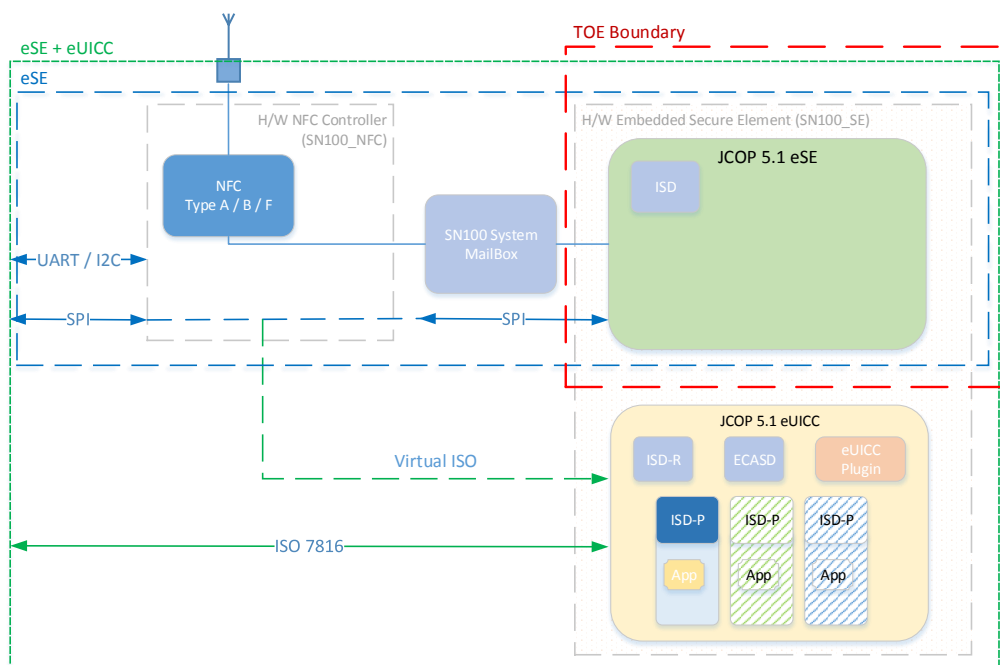 TOE Boundary
eSE + eUICC
eSE
H/W NFC Controller
(SN100_NFC)
H/W Embedded Secure Element (SN100_SE)
JCOP 5.1 eSE
ISD
NFC
Type A / B / F
SN100 System
MailBox
UART / I2C
SPI
SPI
JCOP 5.1 eUICC
ISD-R
ECASD
eUICC
Plugin
Virtual ISO
ISD-P
ISD-P
ISD-P
ISO 7816
App
App
App